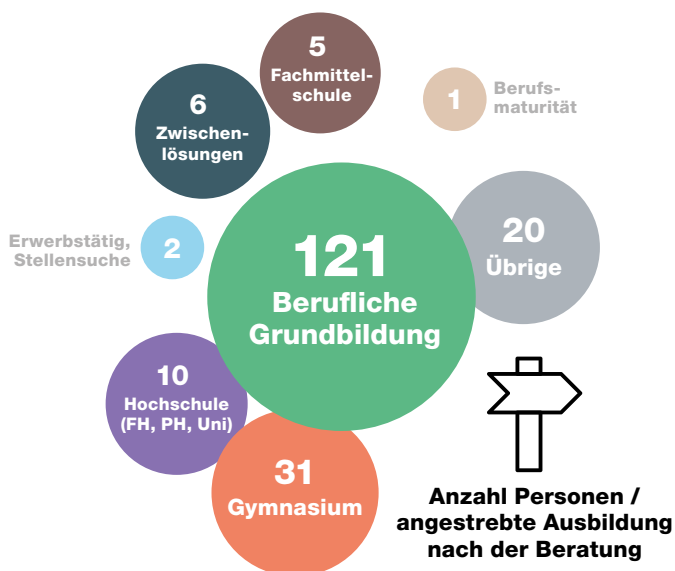 5
Fachmittel-
schule
6
Zwischen-
lösungen
1
Berufs-
maturität
Erwerbstätig,
Stellensuche
2
121
Berufliche
Grundbildung
20
Übrige
10
Hochschule
(FH, PH, Uni)
31
Gymnasium
Anzahl Personen /
angestrebte Ausbildung
nach der Beratung